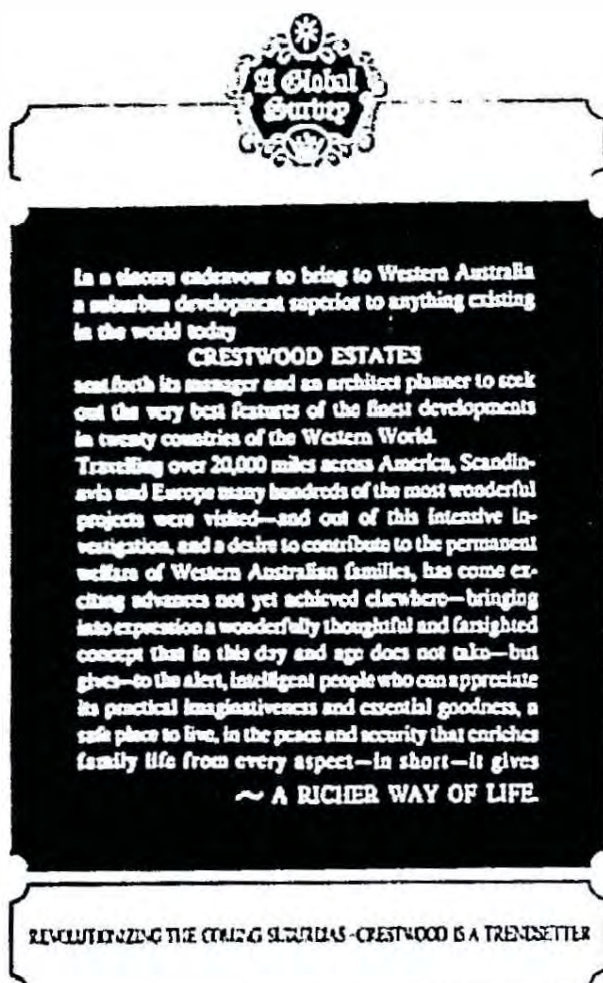 A Global
Survey
In a sincere endeavour to bring to Western Australia
a suburban development superior to anything existing
in the world today
CRESTWOOD ESTATES
sent forth its manager and an architect planner to seek
out the very best features of the finest developments
in twenty countries of the Western World.
Travelling over 20,000 miles across America, Scandin-
avia and Europe many hundreds of the most wonderful
projects were visited—and out of this intensive in-
vestigation, and a desire to contribute to the permanent
welfare of Western Australian families, has come ex-
citing advances not yet achieved elsewhere—bringing
into expression a wonderfully thoughtful and farsighted
concept that in this day and age does not take—but
gives—to the alert, intelligent people who can appreciate
its practical imaginativeness and essential goodness, a
safe place to live, in the peace and security that enriches
family life from every aspect—in short—it gives
~ A RICHER WAY OF LIFE.
REVOLUTIONIZING THE COMING SUBURBIAS - CRESTWOOD IS A TRENDSETTER